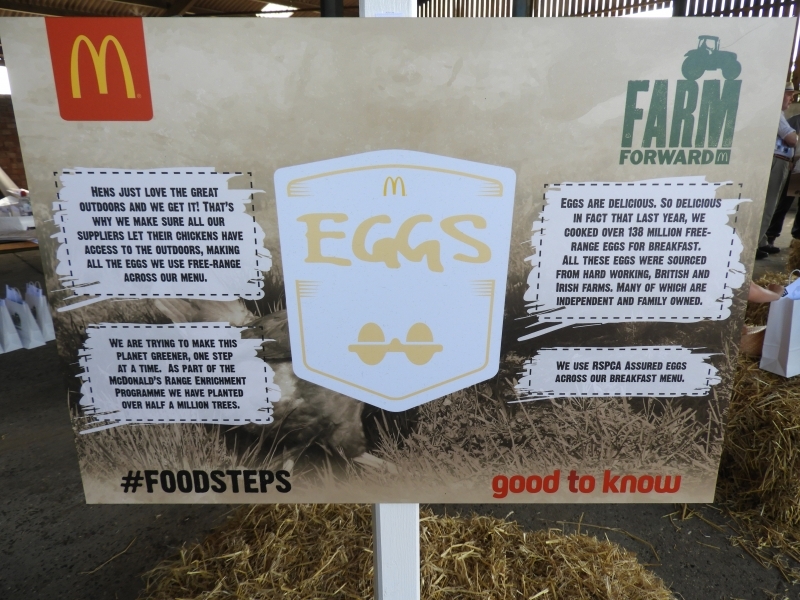 M
FARM
FORWARD M
HENS JUST LOVE THE GREAT
OUTDOORS AND WE GET IT! THAT'S
WHY WE MAKE SURE ALL OUR
SUPPLIERS LET THEIR CHICKENS HAVE
ACCESS TO THE OUTDOORS, MAKING
ALL THE EGGS WE USE FREE-RANGE
ACROSS OUR MENU.
WE ARE TRYING TO MAKE THIS
PLANET GREENER, ONE STEP
AT A TIME. AS PART OF THE
MCDONALD'S RANGE ENRICHMENT
PROGRAMME WE HAVE PLANTED
OVER HALF A MILLION TREES.
M
EGGS
EGGS ARE DELICIOUS. SO DELICIOUS
IN FACT THAT LAST YEAR, WE
COOKED OVER 138 MILLION FREE-
RANGE EGGS FOR BREAKFAST.
ALL THESE EGGS WERE SOURCED
FROM HARD WORKING, BRITISH AND
IRISH FARMS. MANY OF WHICH ARE
INDEPENDENT AND FAMILY OWNED.
WE USE RSPCA ASSURED EGGS
ACROSS OUR BREAKFAST MENU.
#FOODSTEPS
good to know